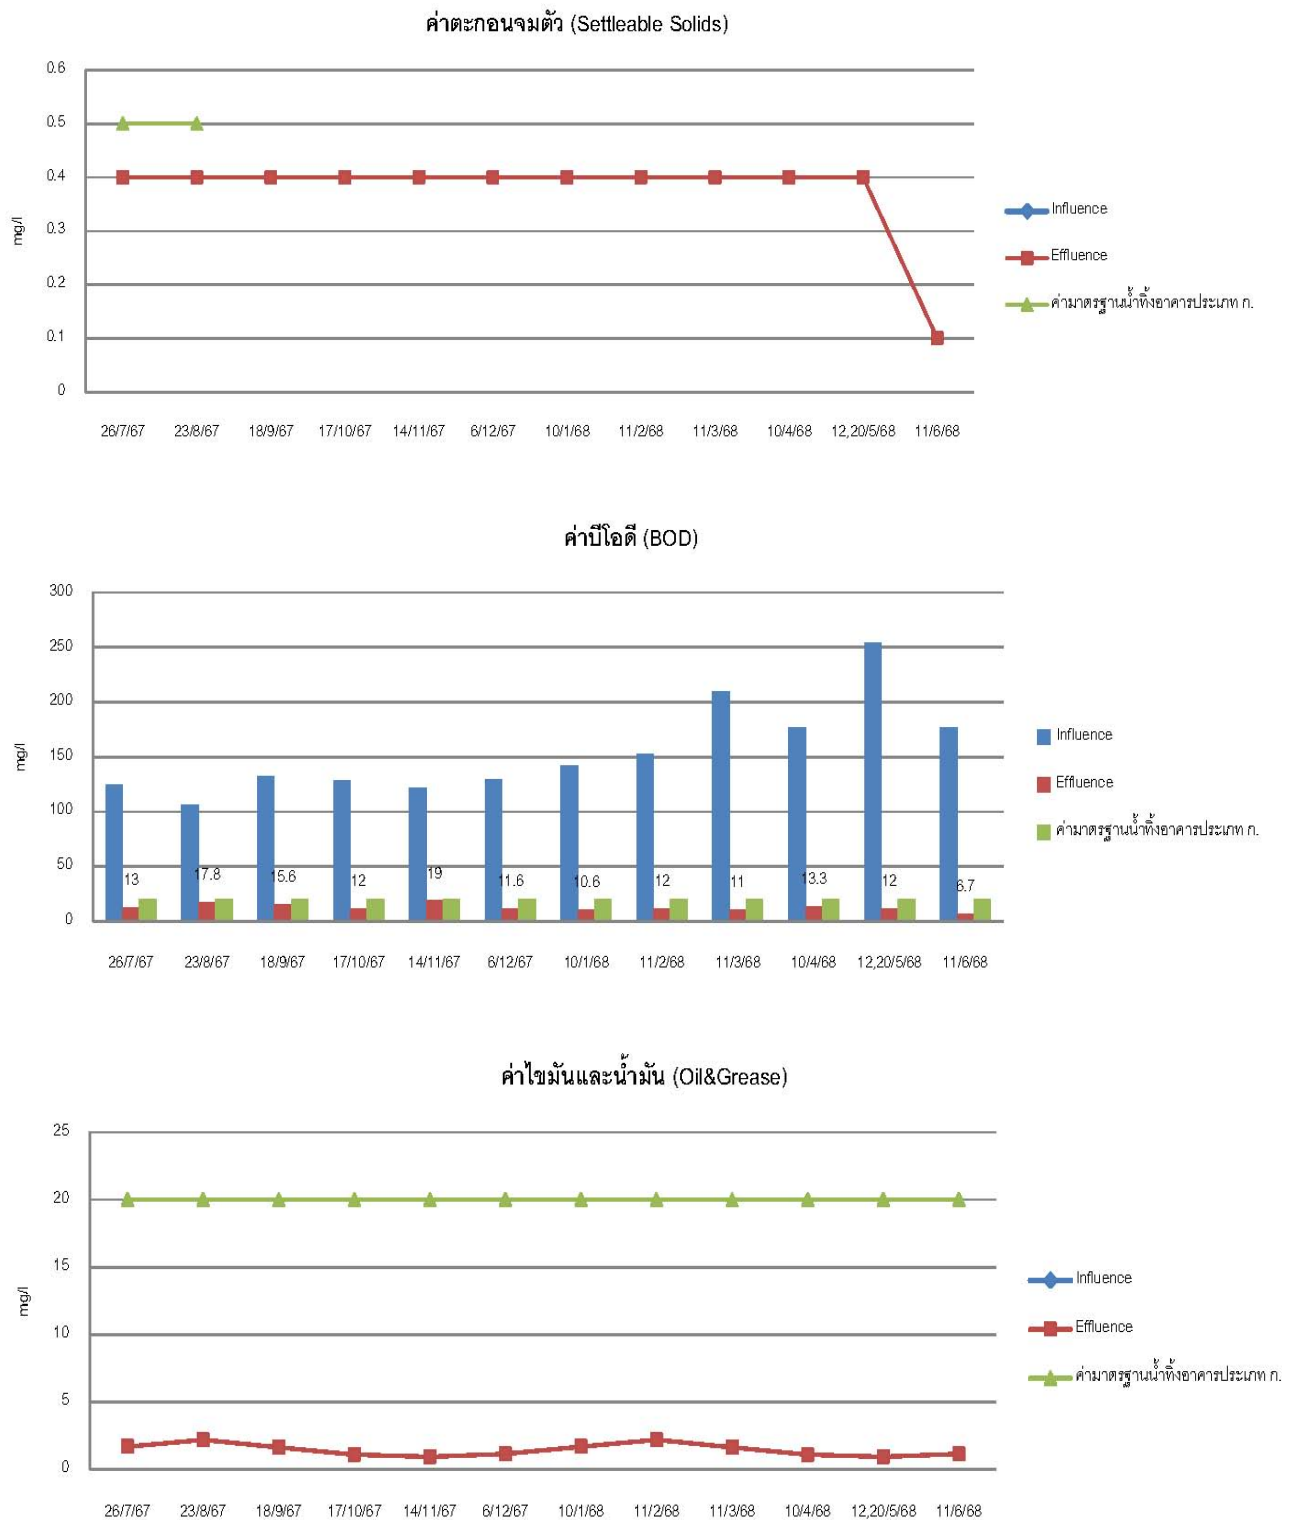 ค่าตะกอนจมตัว (Settleable Solids)
0.6
0.5
0.4
0.3
0.2
0.1
0
mg/l
26/7/67 23/8/67 18/9/67 17/10/67 14/11/67 6/12/67 10/1/68 11/2/68 11/3/68 10/4/68 12,20/5/68 11/6/68
Influence
Effluence
ค่ามาตรฐานน้ำทิ้งอาคารประเภท ก.
ค่าบีโอดี (BOD)
300
250
200
150
100
50
0
mg/l
13 17.8 15.6 12 19 11.6 10.6 12 11 13.3 12 6.7
26/7/67 23/8/67 18/9/67 17/10/67 14/11/67 6/12/67 10/1/68 11/2/68 11/3/68 10/4/68 12,20/5/68 11/6/68
Influence
Effluence
ค่ามาตรฐานน้ำทิ้งอาคารประเภท ก.
ค่าไขมันและน้ำมัน (Oil&Grease)
25
20
15
10
5
0
mg/l
26/7/67 23/8/67 18/9/67 17/10/67 14/11/67 6/12/67 10/1/68 11/2/68 11/3/68 10/4/68 12,20/5/68 11/6/68
Influence
Effluence
ค่ามาตรฐานน้ำทิ้งอาคารประเภท ก.